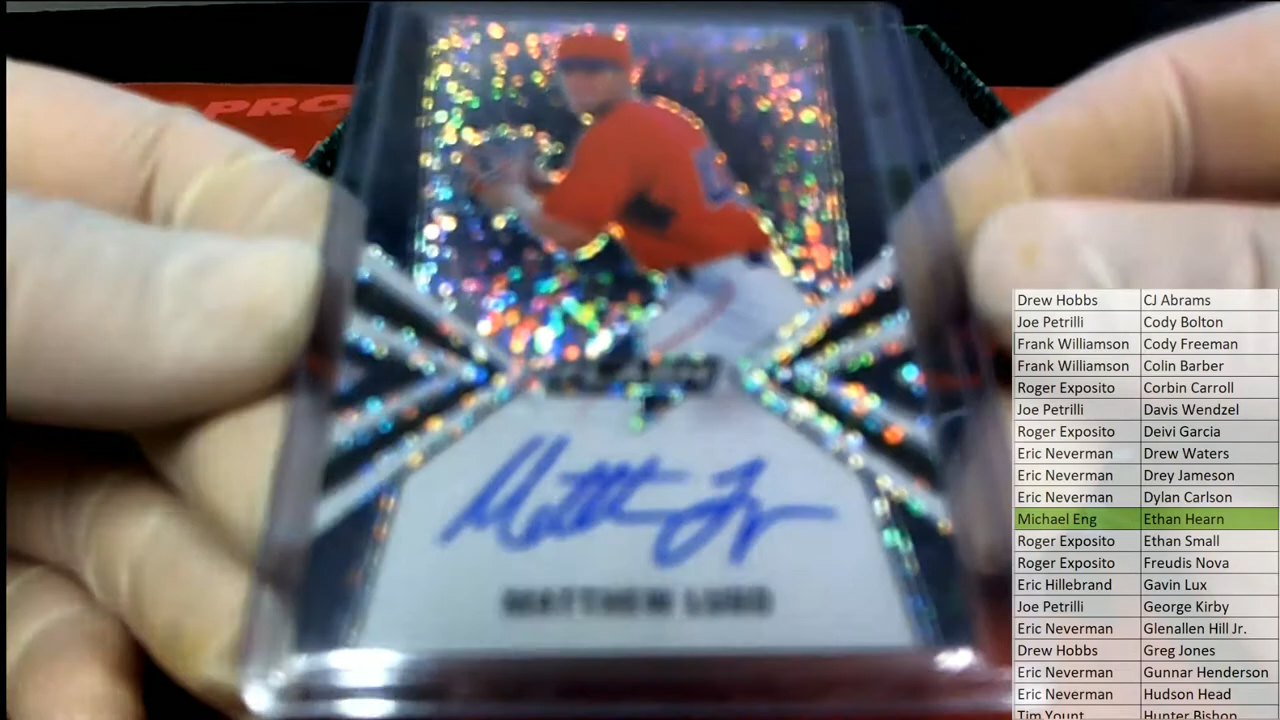 PRO
MATTHEW LUGO
Drew Hobbs CJ Abrams
Joe Petrilli Cody Bolton
Frank Williamson Cody Freeman
Frank Williamson Colin Barber
Roger Exposito Corbin Carroll
Joe Petrilli Davis Wendzel
Roger Exposito Deivi Garcia
Eric Neverman Drew Waters
Eric Neverman Drey Jameson
Eric Neverman Dylan Carlson
Michael Eng Ethan Hearn
Roger Exposito Ethan Small
Roger Exposito Freudis Nova
Eric Hillebrand Gavin Lux
Joe Petrilli George Kirby
Eric Neverman Glenallen Hill Jr.
Drew Hobbs Greg Jones
Eric Neverman Gunnar Henderson
Eric Neverman Hudson Head
Tim Yount Hunter Bishop